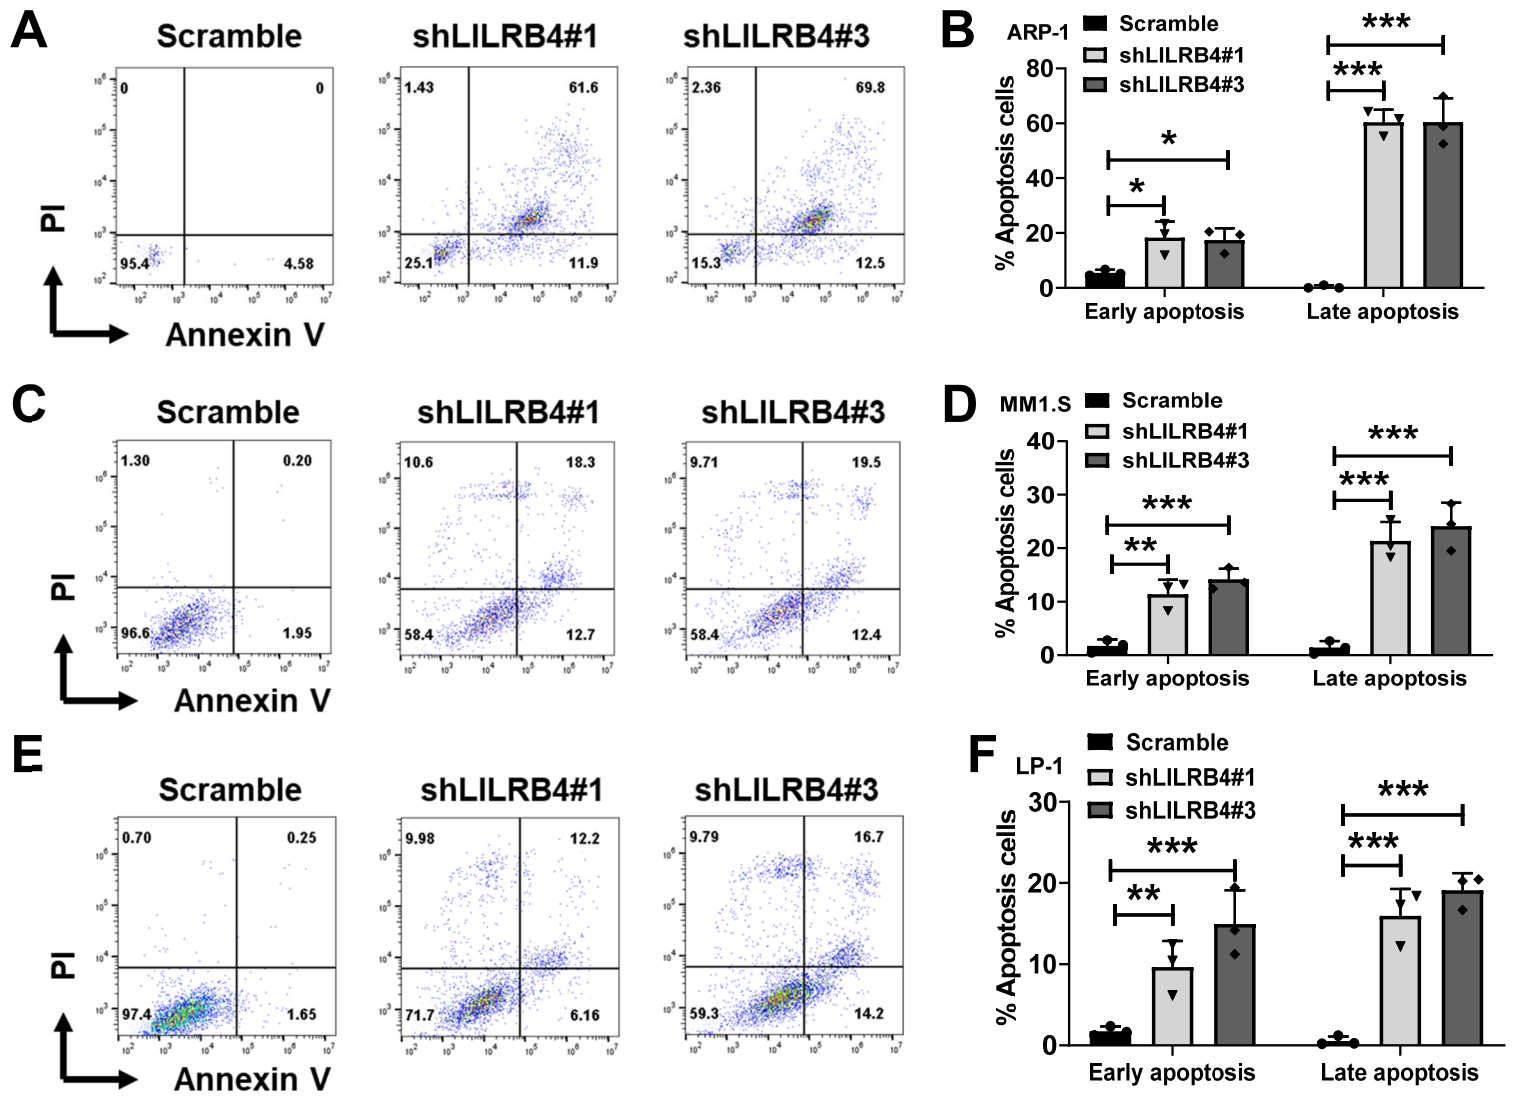 A
Scramble
shLILRB4#1
shLILRB4#3
0
0
95.4
4.58
1.43
61.6
25.1
11.9
2.36
69.8
15.3
12.5
PI
Annexin V
B
ARP-1
Scramble
shLILRB4#1
shLILRB4#3
% Apoptosis cells
80
60
40
20
0
*
*
***
***
Early apoptosis
Late apoptosis
C
Scramble
shLILRB4#1
shLILRB4#3
1.30
0.20
96.6
1.95
10.6
18.3
58.4
12.7
9.71
19.5
58.4
12.4
PI
Annexin V
D
MM1.S
Scramble
shLILRB4#1
shLILRB4#3
% Apoptosis cells
40
30
20
10
0
**
***
***
***
Early apoptosis
Late apoptosis
E
Scramble
shLILRB4#1
shLILRB4#3
0.70
0.25
97.4
1.65
9.98
12.2
71.7
6.16
9.79
16.7
59.3
14.2
PI
Annexin V
F
LP-1
Scramble
shLILRB4#1
shLILRB4#3
% Apoptosis cells
30
20
10
0
**
***
***
***
Early apoptosis
Late apoptosis